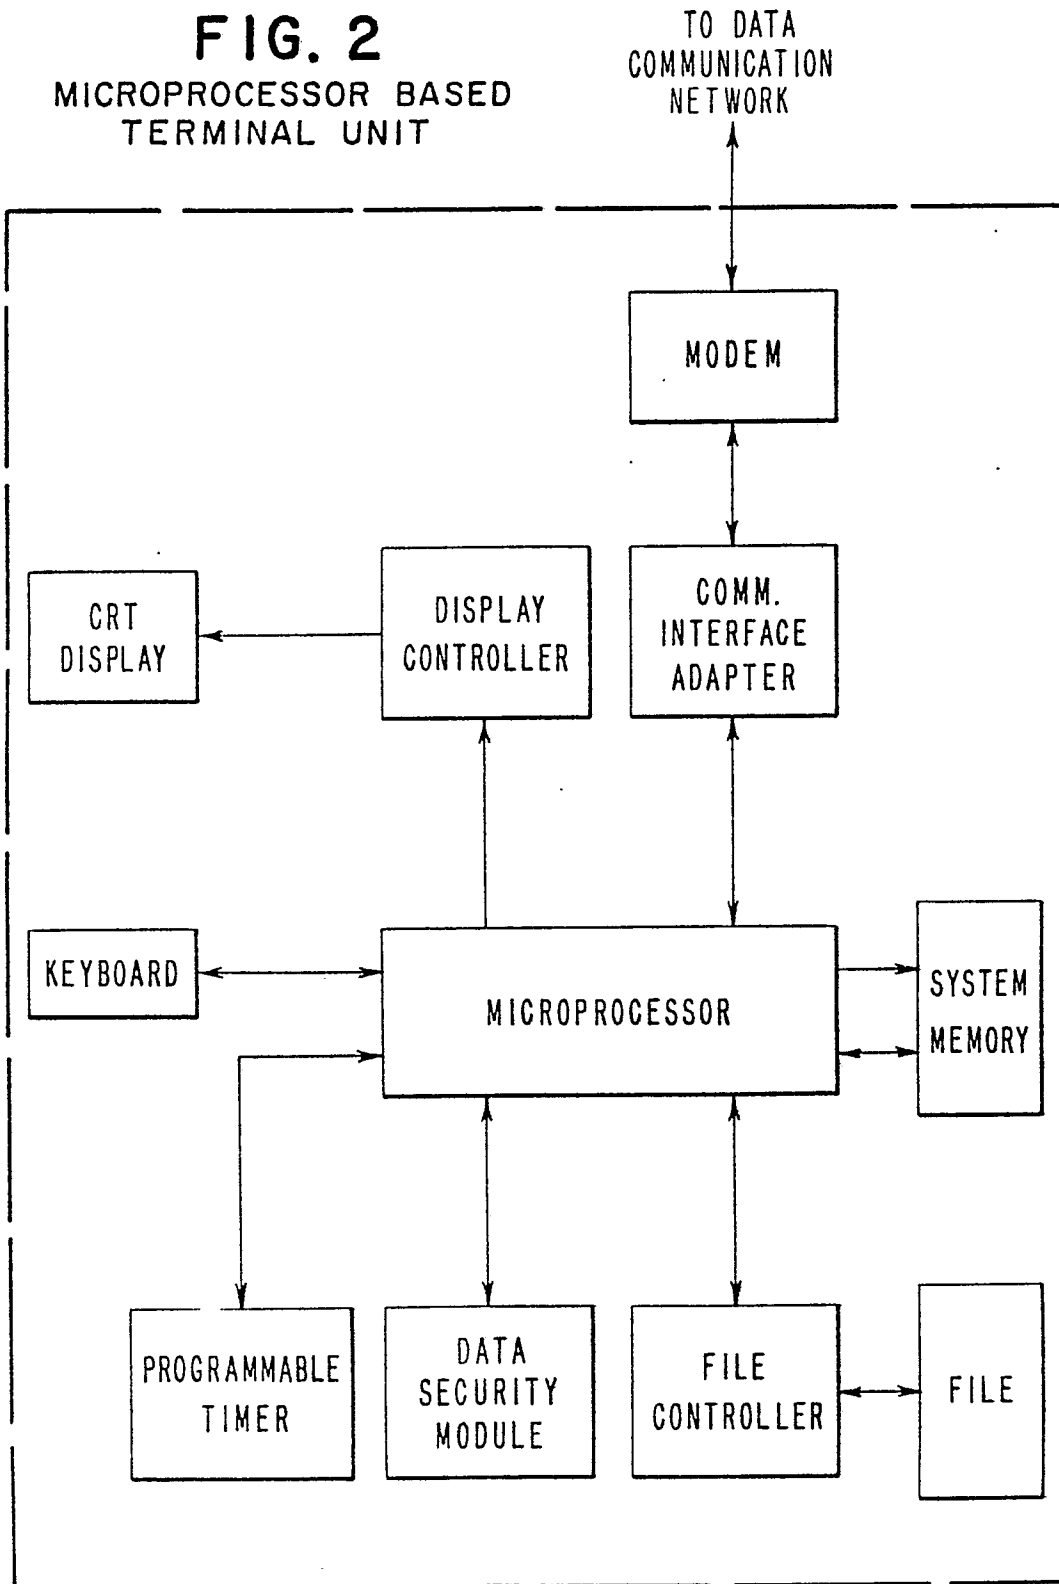 FIG. 2
MICROPROCESSOR BASED
TERMINAL UNIT
TO DATA
COMMUNICATION
NETWORK
MODEM
CRT
DISPLAY
DISPLAY
CONTROLLER
COMM.
INTERFACE
ADAPTER
KEYBOARD
MICROPROCESSOR
SYSTEM
MEMORY
PROGRAMMABLE
TIMER
DATA
SECURITY
MODULE
FILE
CONTROLLER
FILE